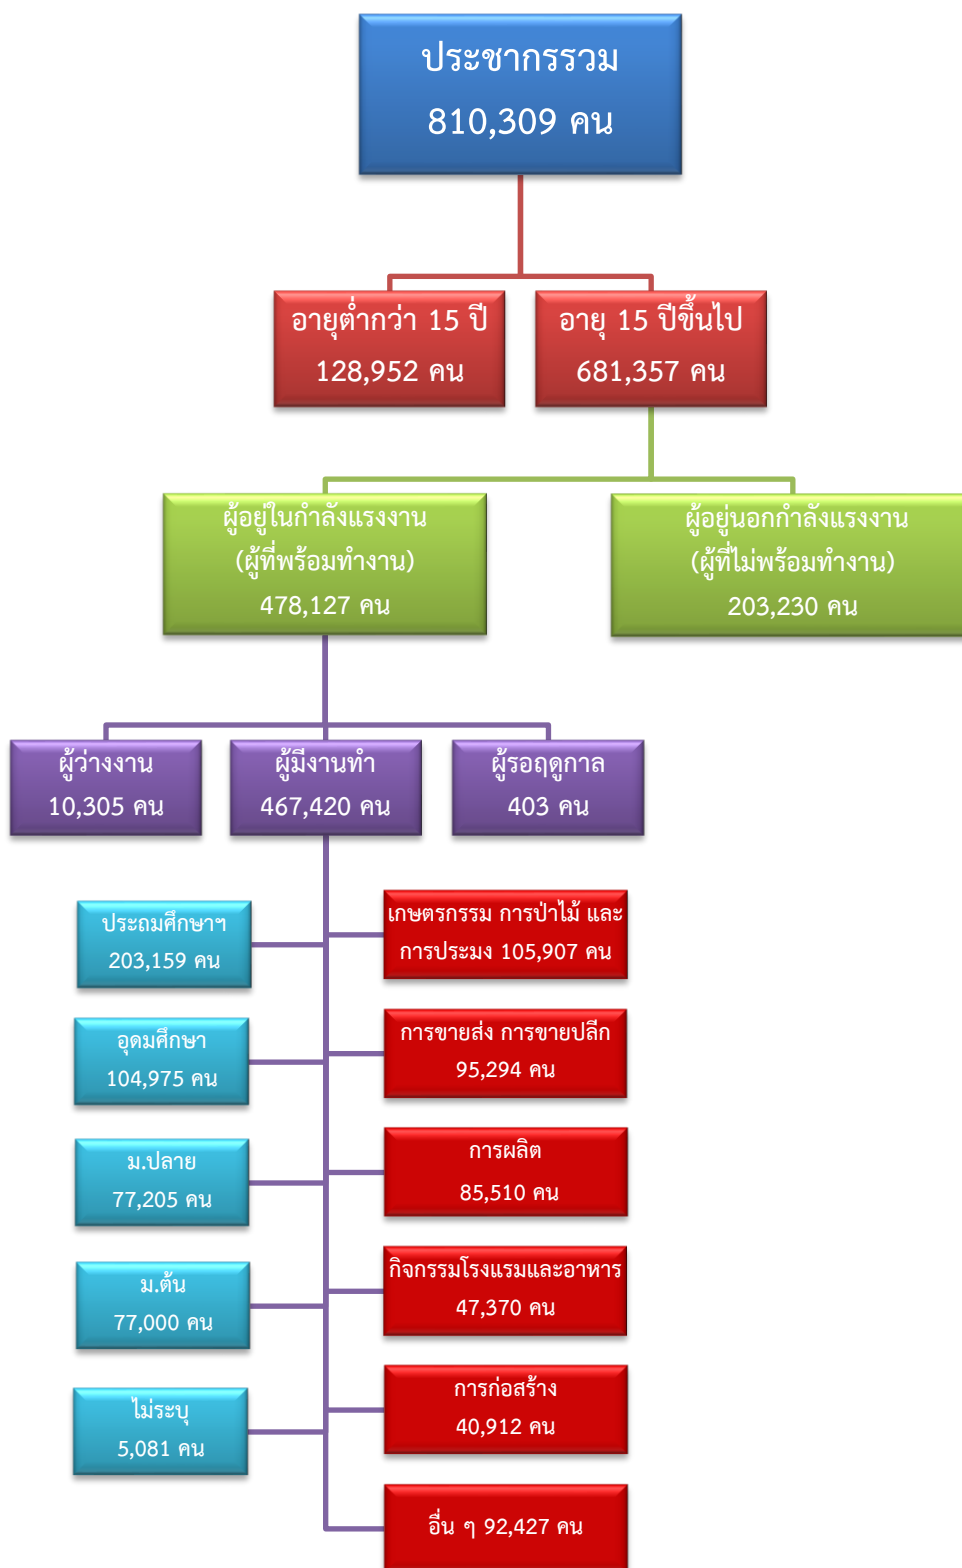 ประชากรรวม
810,309 คน
อายุต่ำกว่า 15 ปี
128,952 คน
อายุ 15 ปีขึ้นไป
681,357 คน
ผู้อยู่ในกำลังแรงงาน
(ผู้ที่พร้อมทำงาน)
478,127 คน
ผู้อยู่นอกกำลังแรงงาน
(ผู้ที่ไม่พร้อมทำงาน)
203,230 คน
ผู้ว่างงาน
10,305 คน
ผู้มีงานทำ
467,420 คน
ผู้รอฤดูกาล
403 คน
ประถมศึกษาฯ
203,159 คน
อุดมศึกษา
104,975 คน
ม.ปลาย
77,205 คน
ม.ต้น
77,000 คน
ไม่ระบุ
5,081 คน
เกษตรกรรม การป่าไม้ และ
การประมง 105,907 คน
การขายส่ง การขายปลีก
95,294 คน
การผลิต
85,510 คน
กิจกรรมโรงแรมและอาหาร
47,370 คน
การก่อสร้าง
40,912 คน
อื่น ๆ 92,427 คน